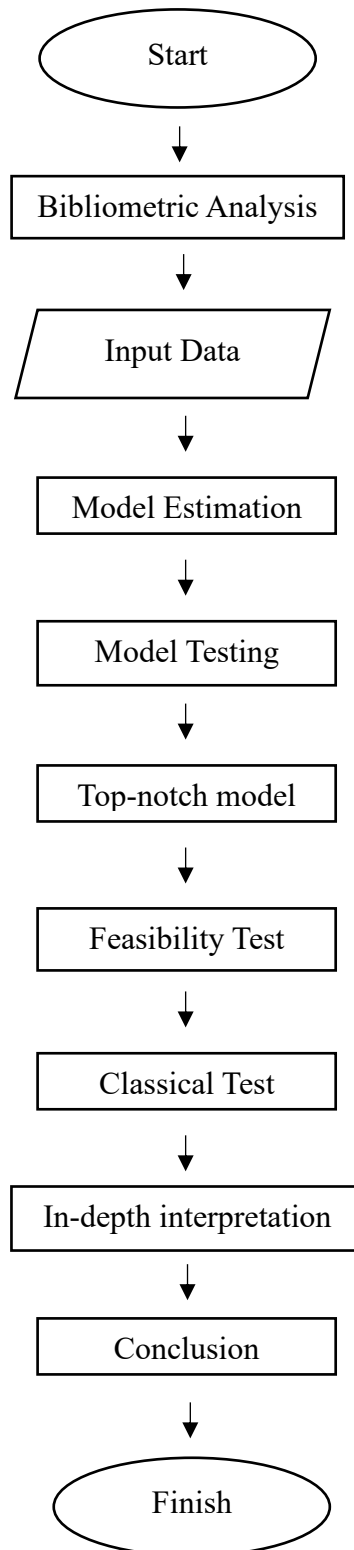 Start
Bibliometric Analysis
Input Data
Model Estimation
Model Testing
Top-notch model
Feasibility Test
Classical Test
In-depth interpretation
Conclusion
Finish